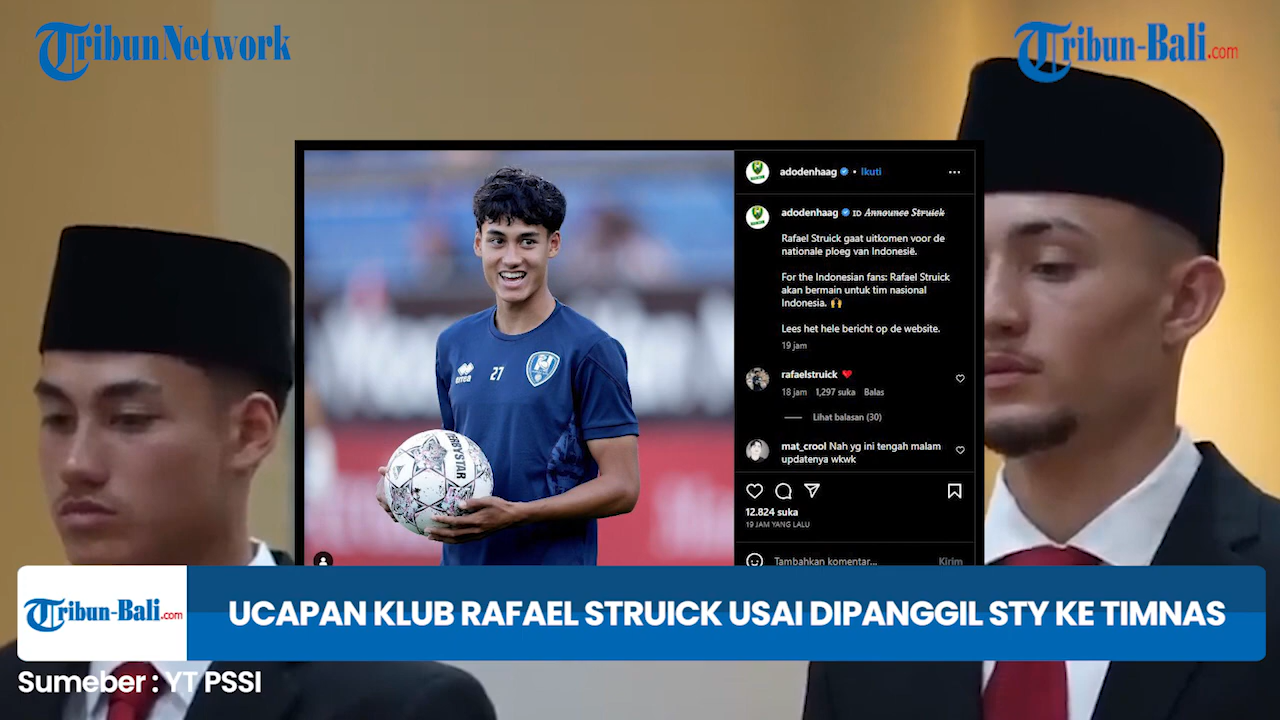 TribunNetwork
Tribun-Bali.com
adodenhaag • Ikuti
adodenhaag ID Announce Struick
Rafael Struick gaat uitkomen voor de
nationale ploeg van Indonesië.
For the Indonesian fans: Rafael Struick
akan bermain untuk tim nasional
Indonesia. 🙌
Lees het hele bericht op de website.
19 jam
rafaelstruick ❤️
18 jam 1,297 suka Balas
Lihat balasan (30)
mat_crool Nah yg ini tengah malam
updatenya wkwk
12.824 suka
19 JAM YANG LALU
Tambahkan komentar... Kirim
27
DERBYSTAR
Tribun-Bali.com
UCAPAN KLUB RAFAEL STRUICK USAI DIPANGGIL STY KE TIMNAS
Sumeber : YT PSSI